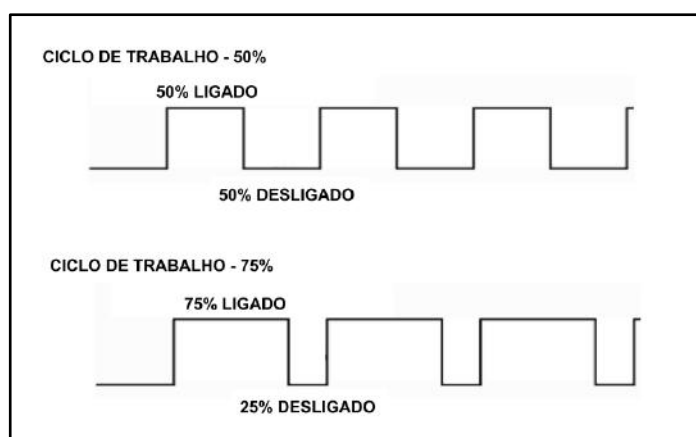 CICLO DE TRABALHO - 50%
50% LIGADO
50% DESLIGADO
CICLO DE TRABALHO - 75%
75% LIGADO
25% DESLIGADO